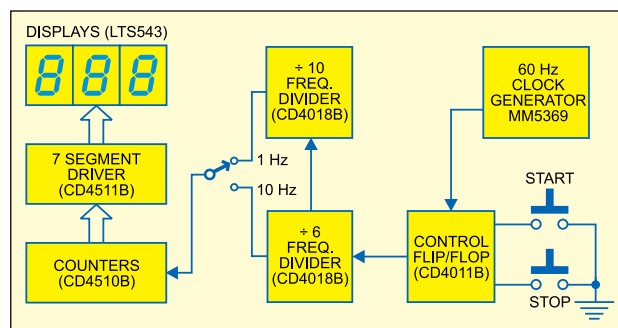 DISPLAYS (LTS543)
888
7 SEGMENT
DRIVER
(CD4511B)
COUNTERS
(CD4510B)
÷ 10
FREQ.
DIVIDER
(CD4018B)
1 Hz
10 Hz
÷ 6
FREQ.
DIVIDER
(CD4018B)
60 Hz
CLOCK
GENERATOR
MM5369
CONTROL
FLIP/FLOP
(CD4011B)
START
STOP